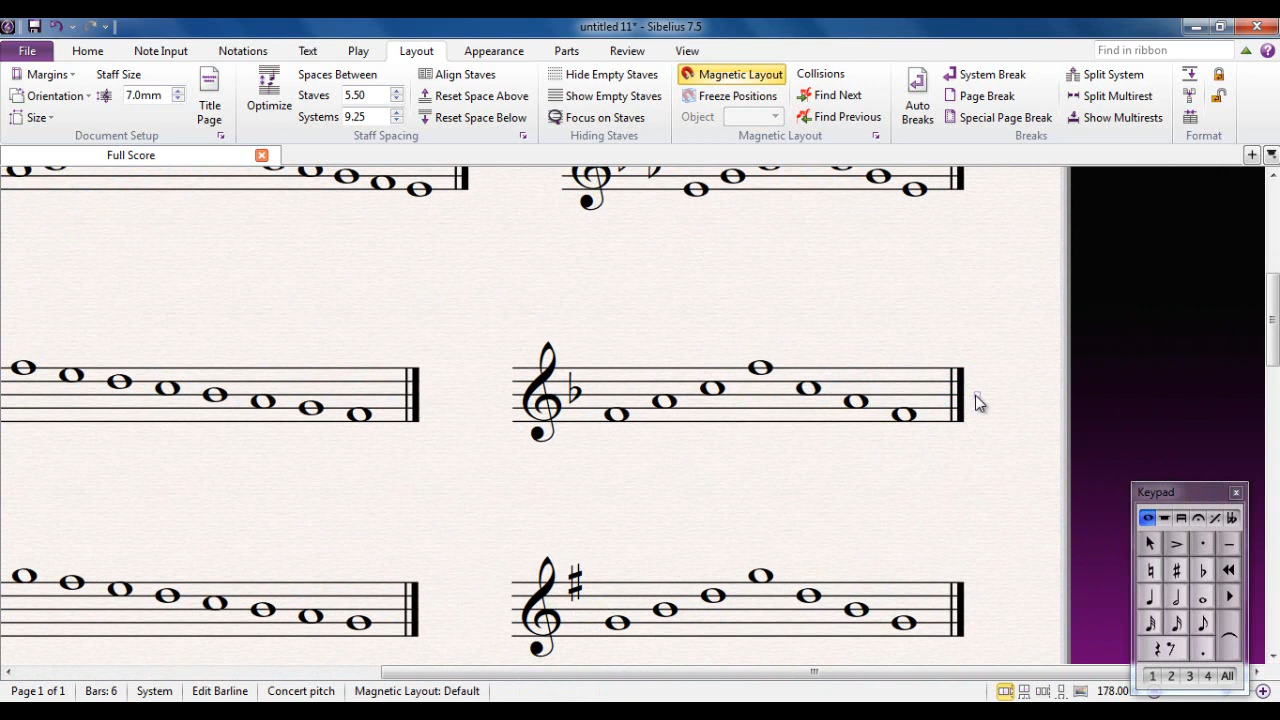 untitled 11* - Sibelius 7.5
File Home Note Input Notations Text Play Layout Appearance Parts Review View Find in ribbon
Margins Staff Size Spaces Between Align Staves Hide Empty Staves Magnetic Layout Collisions System Break Split System
Orientation 7.0mm Title Page Optimize Staves 5.50 Reset Space Above Show Empty Staves Freeze Positions Find Next Auto Breaks Page Break Split Multirest
Size Systems 9.25 Reset Space Below Focus on Staves Object Find Previous Special Page Break Show Multirests
Document Setup Staff Spacing Hiding Staves Magnetic Layout Breaks Format
Full Score
Keypad
1 2 3 4 All
Page 1 of 1 Bars: 6 System Edit Barline Concert pitch Magnetic Layout: Default 178.00